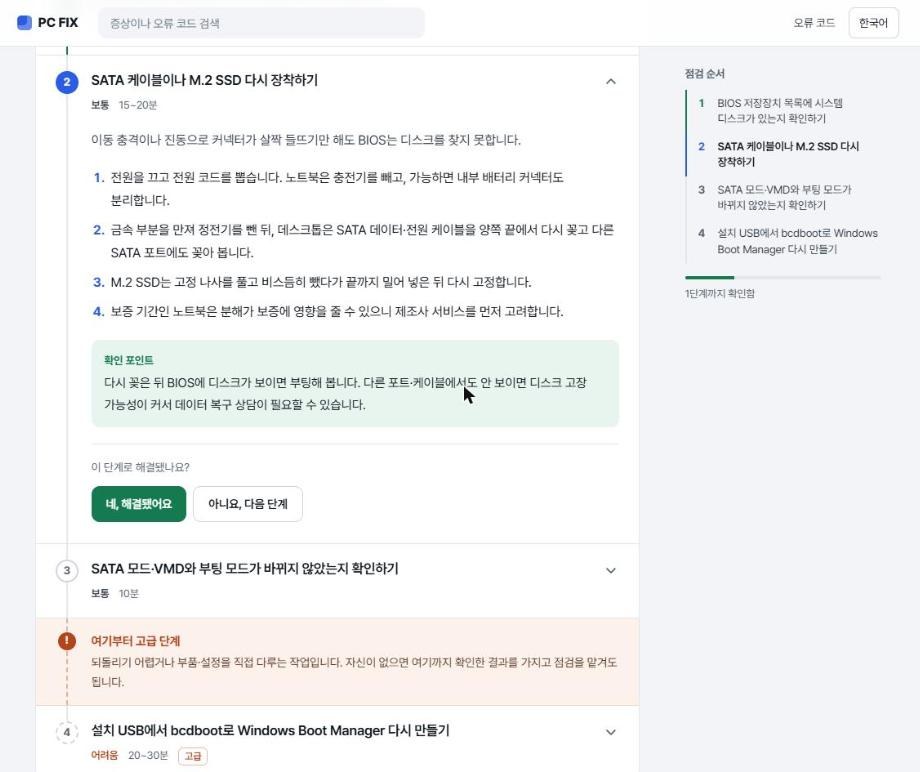 PC FIX
증상이나 오류 코드 검색
오류 코드
한국어
2
SATA 케이블이나 M.2 SSD 다시 장착하기
보통 15~20분
이동 충격이나 진동으로 커넥터가 살짝 들뜨기만 해도 BIOS는 디스크를 찾지 못합니다.
1. 전원을 끄고 전원 코드를 뽑습니다. 노트북은 충전기를 빼고, 가능하면 내부 배터리 커넥터도
분리합니다.
2. 금속 부분을 만져 정전기를 뺀 뒤, 데스크톱은 SATA 데이터·전원 케이블을 양쪽 끝에서 다시 꽂고 다른
SATA 포트에도 꽂아 봅니다.
3. M.2 SSD는 고정 나사를 풀고 비스듬히 뺐다가 끝까지 밀어 넣은 뒤 다시 고정합니다.
4. 보증 기간인 노트북은 분해가 보증에 영향을 줄 수 있으니 제조사 서비스를 먼저 고려합니다.
확인 포인트
다시 꽂은 뒤 BIOS에 디스크가 보이면 부팅해 봅니다. 다른 포트·케이블에서도 안 보이면 디스크 고장
가능성이 커서 데이터 복구 상담이 필요할 수 있습니다.
이 단계로 해결됐나요?
네, 해결됐어요
아니요, 다음 단계
3
SATA 모드·VMD와 부팅 모드가 바뀌지 않았는지 확인하기
보통 10분
!
여기부터 고급 단계
되돌리기 어렵거나 부품·설정을 직접 다루는 작업입니다. 자신이 없으면 여기까지 확인한 결과를 가지고 점검을 맡겨도
됩니다.
4
설치 USB에서 bcdboot로 Windows Boot Manager 다시 만들기
어려움 20~30분 고급
점검 순서
1 BIOS 저장장치 목록에 시스템
디스크가 있는지 확인하기
2 SATA 케이블이나 M.2 SSD 다시
장착하기
3 SATA 모드·VMD와 부팅 모드가
바뀌지 않았는지 확인하기
4 설치 USB에서 bcdboot로 Windows
Boot Manager 다시 만들기
1단계까지 확인함